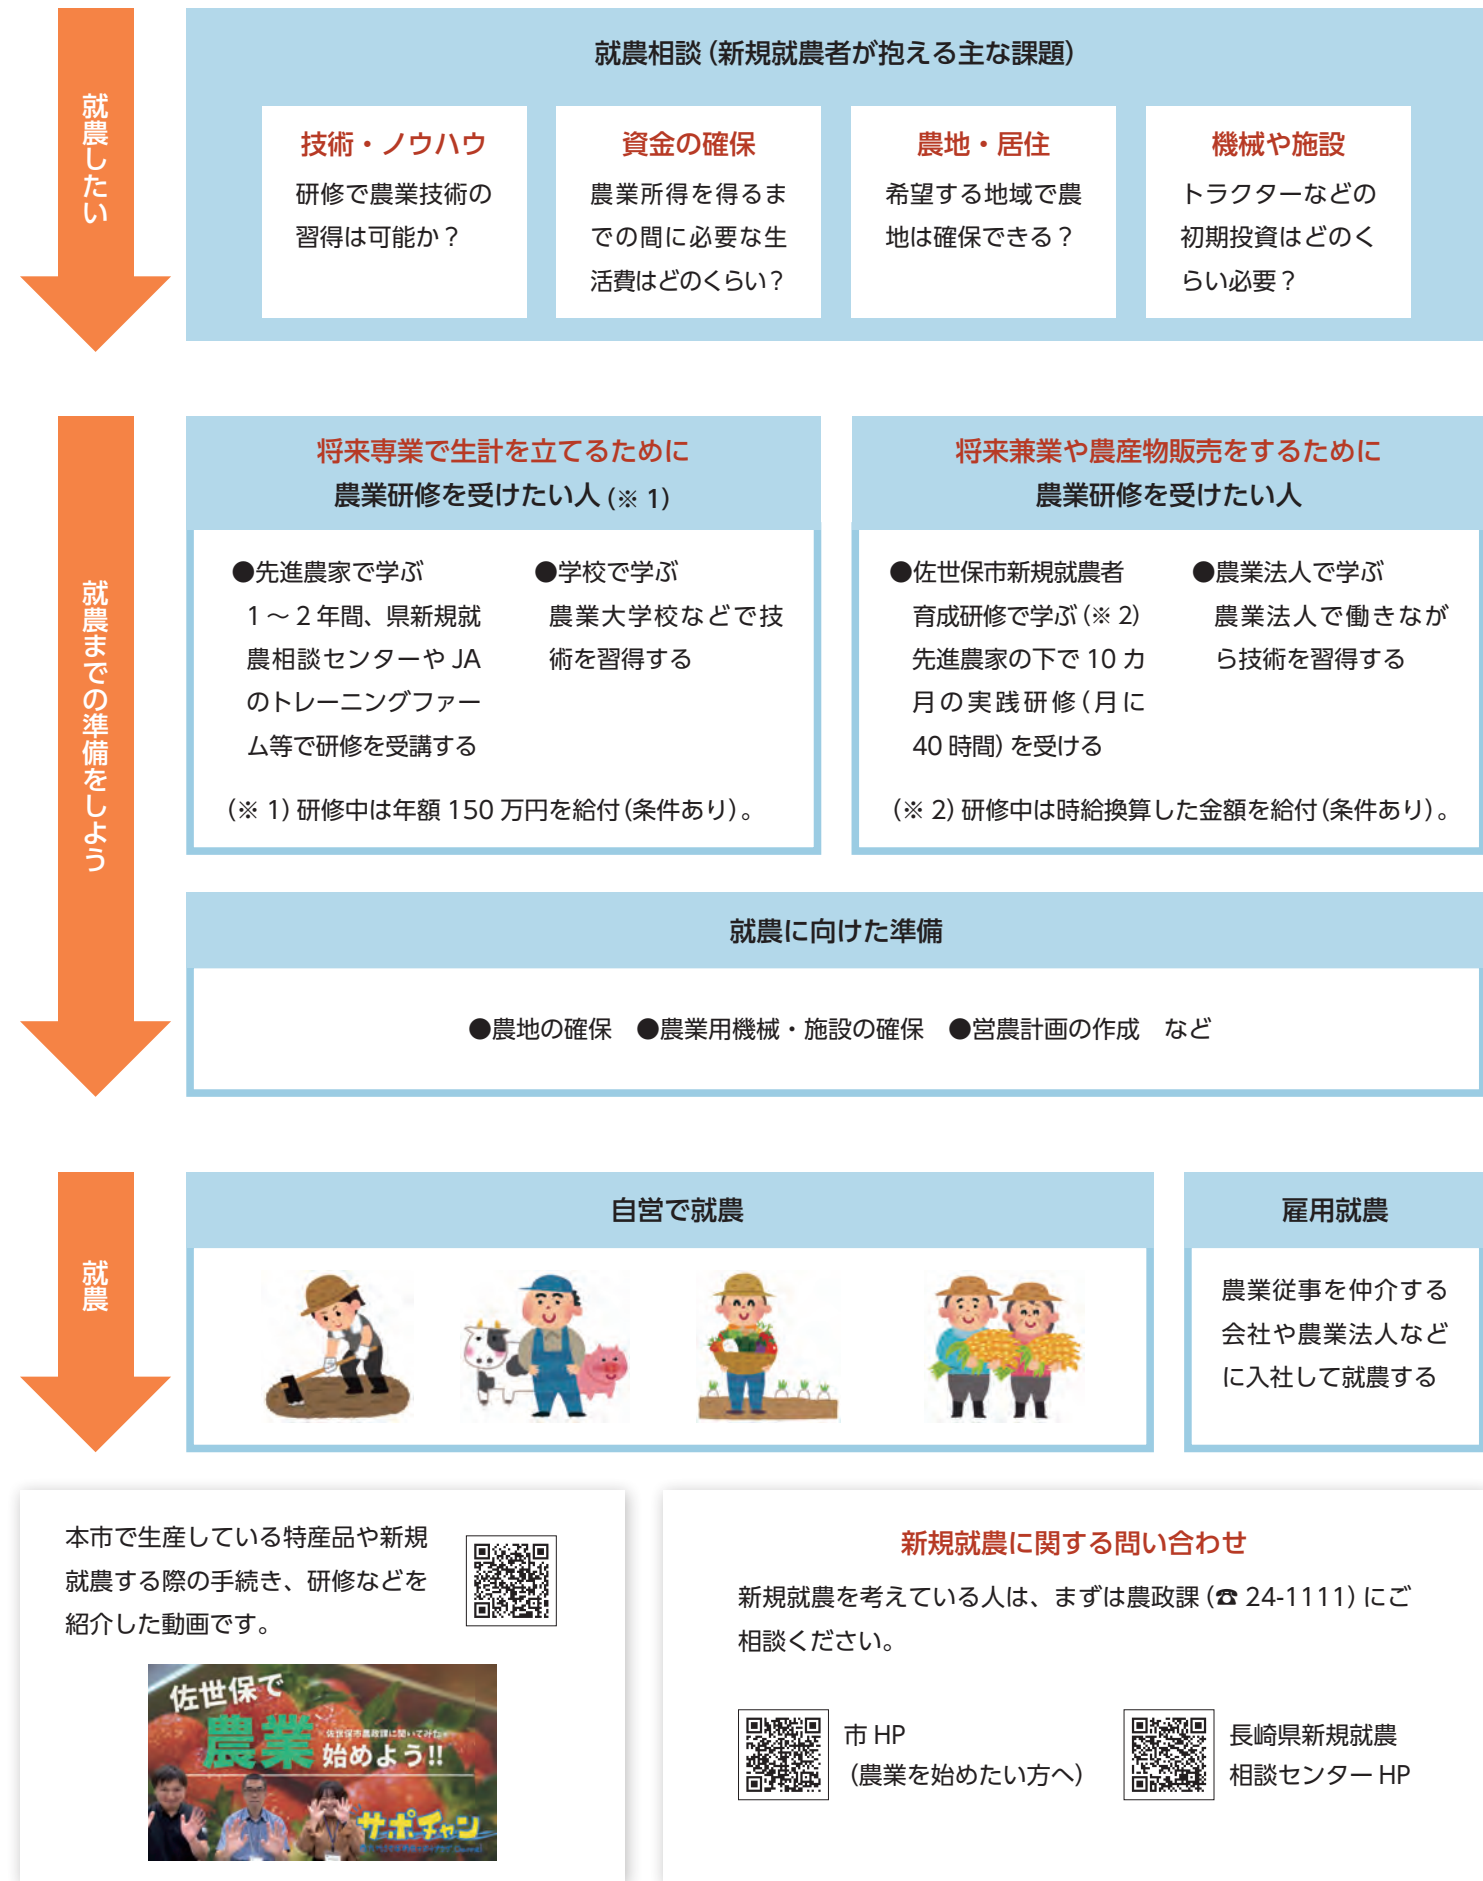 就農したい
就農相談(新規就農者が抱える主な課題)
技術・ノウハウ
研修で農業技術の
習得は可能か？
資金の確保
農業所得を得るま
での間に必要な生
活費はどのくらい？
農地・居住
希望する地域で農
地は確保できる？
機械や施設
トラクターなどの
初期投資はどのく
らい必要？
就農までの準備をしよう
将来専業で生計を立てるために
農業研修を受けたい人(※1)
●先進農家で学ぶ
1～2年間、県新規就
農相談センターやJA
のトレーニングファー
ム等で研修を受講する
●学校で学ぶ
農業大学校などで技
術を習得する
(※1)研修中は年額150万円を給付(条件あり)。
将来兼業や農産物販売をするために
農業研修を受けたい人
●佐世保市新規就農者
育成研修で学ぶ(※2)
先進農家の下で10カ
月の実践研修(月に
40時間)を受ける
●農業法人で学ぶ
農業法人で働きなが
ら技術を習得する
(※2)研修中は時給換算した金額を給付(条件あり)。
就農に向けた準備
●農地の確保　●農業用機械・施設の確保　●営農計画の作成　など
就農
自営で就農
雇用就農
農業従事を仲介する
会社や農業法人など
に入社して就農する
本市で生産している特産品や新規
就農する際の手続き、研修などを
紹介した動画です。
佐世保で
農業
佐世保市農政課に聞いてみた
始めよう!!
サポチャン
新規就農に関する問い合わせ
新規就農を考えている人は、まずは農政課(☎24-1111)にご
相談ください。
市HP
(農業を始めたい方へ)
長崎県新規就農
相談センターHP